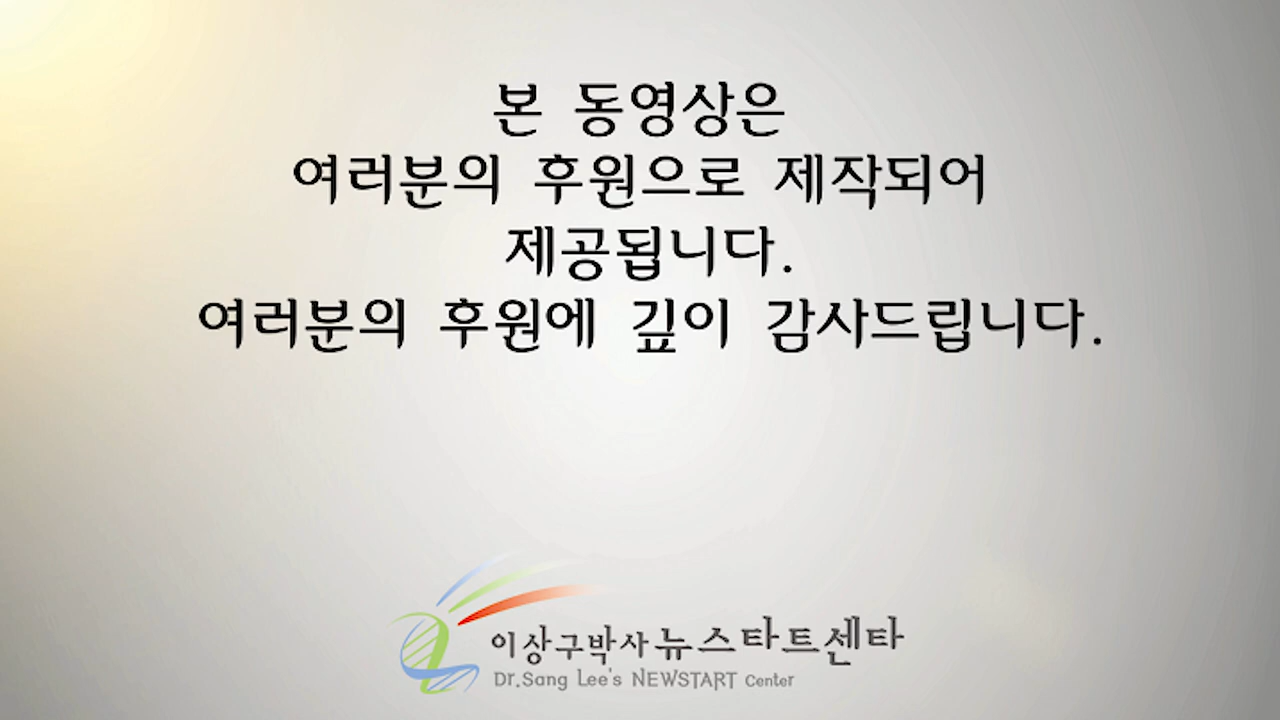 본 동영상은
여러분의 후원으로 제작되어
제공됩니다.
여러분의 후원에 깊이 감사드립니다.
이상구박사 뉴스타트센타
Dr.Sang Lee's NEWSTART Center